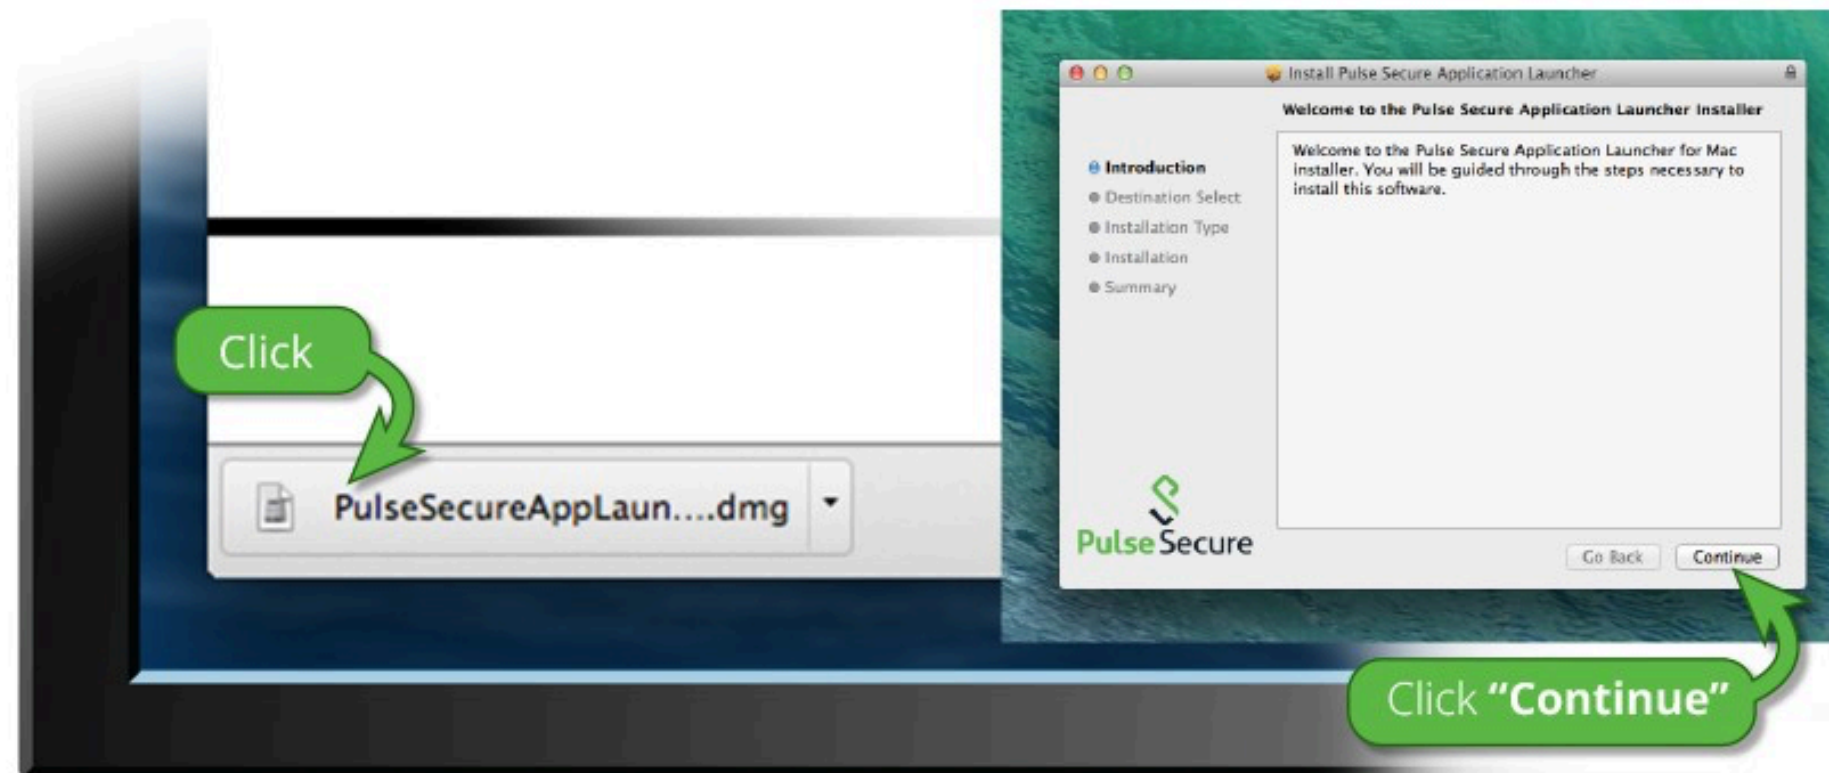 Click
PulseSecureAppLaun....dmg
Install Pulse Secure Application Launcher
Welcome to the Pulse Secure Application Launcher Installer
Introduction
Destination Select
Installation Type
Installation
Summary
Welcome to the Pulse Secure Application Launcher for Mac
installer. You will be guided through the steps necessary to
install this software.
Pulse Secure
Go Back
Continue
Click “Continue”